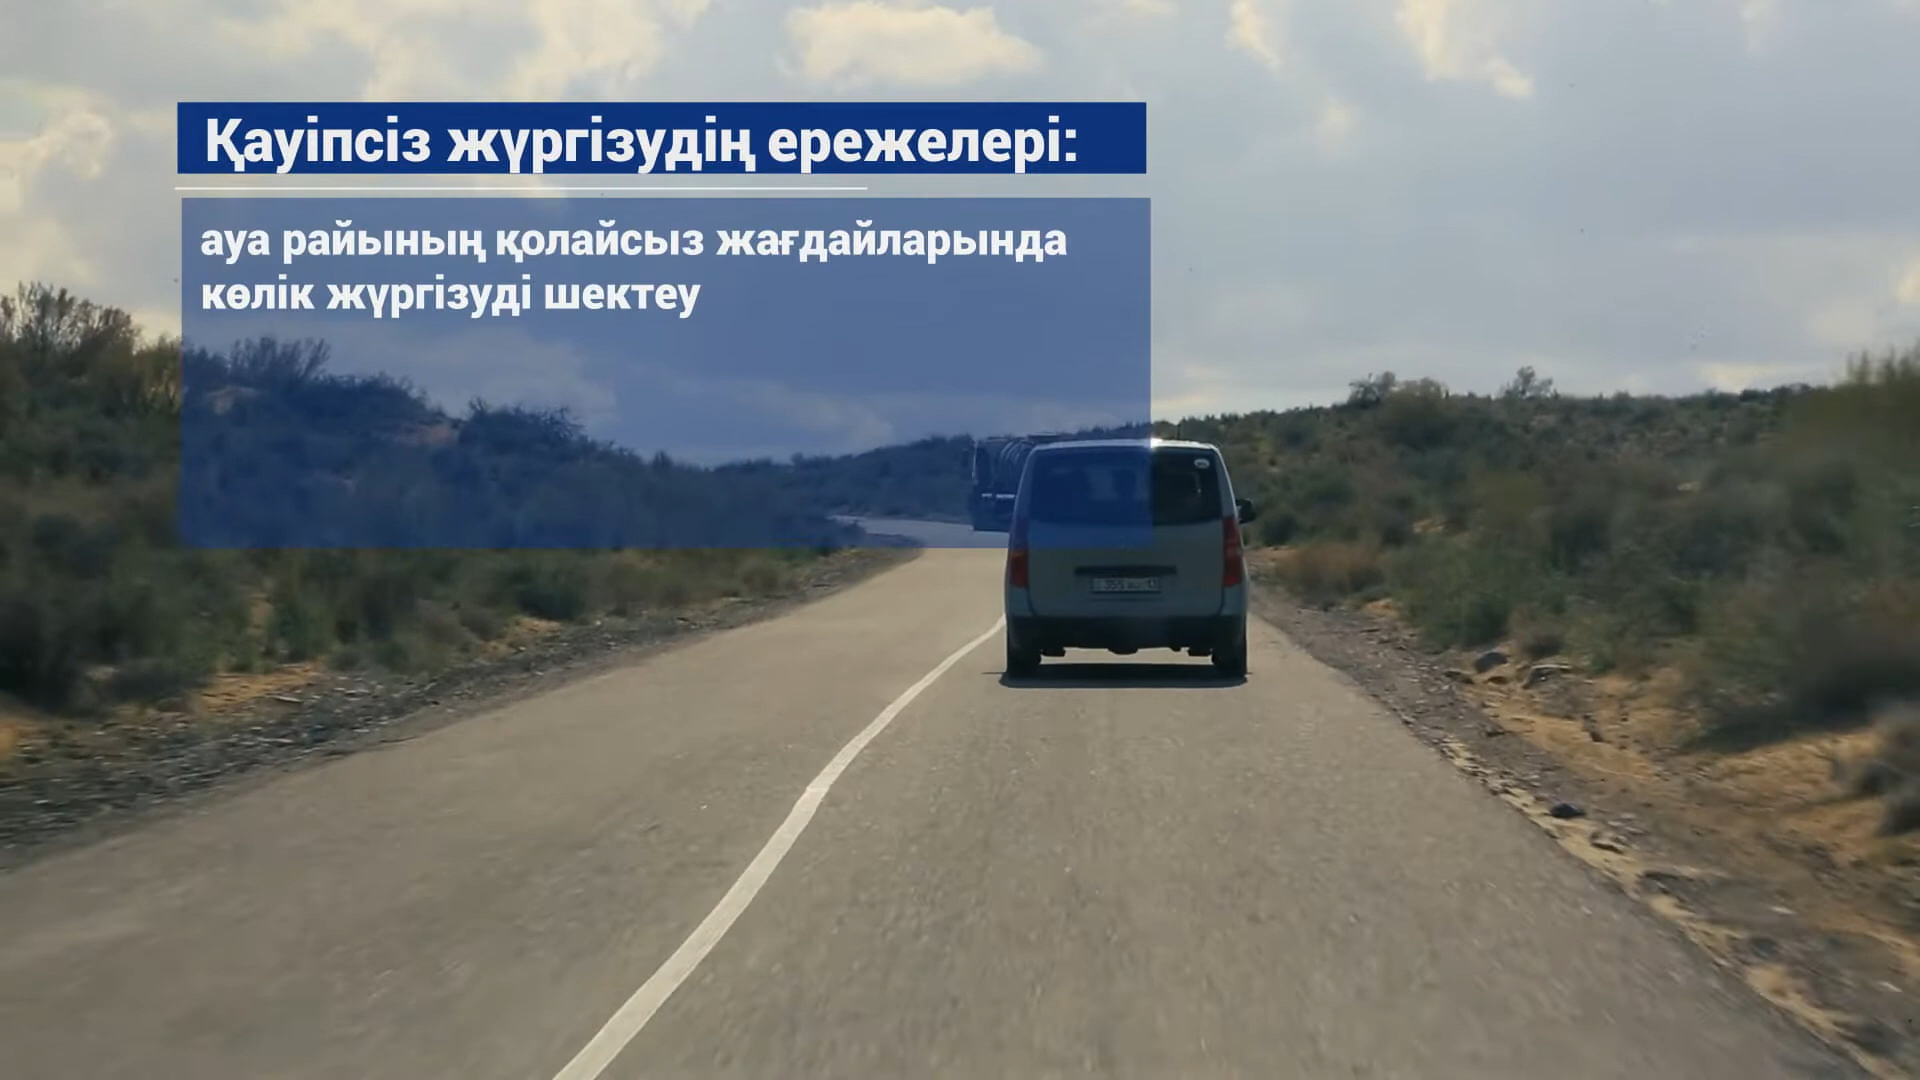 Қауіпсіз жүргізудің ережелері:
ауа райының қолайсыз жағдайларында
көлік жүргізуді шектеу